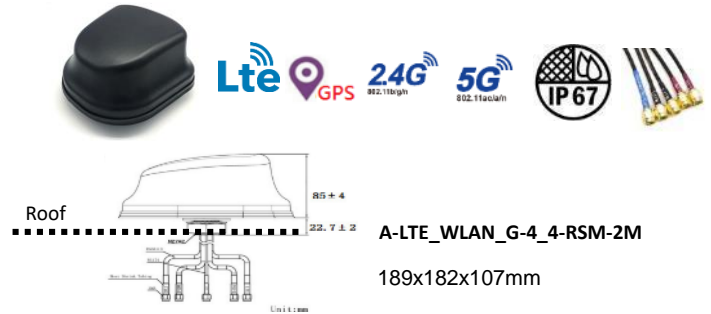 Lte
GPS
2.4G
802.11b/g/n
5G
802.11ac/a/n
IP 67
85±4
Roof
22.7±2
A-LTE_WLAN_G-4_4-RSM-2M
189x182x107mm
Unit:mm